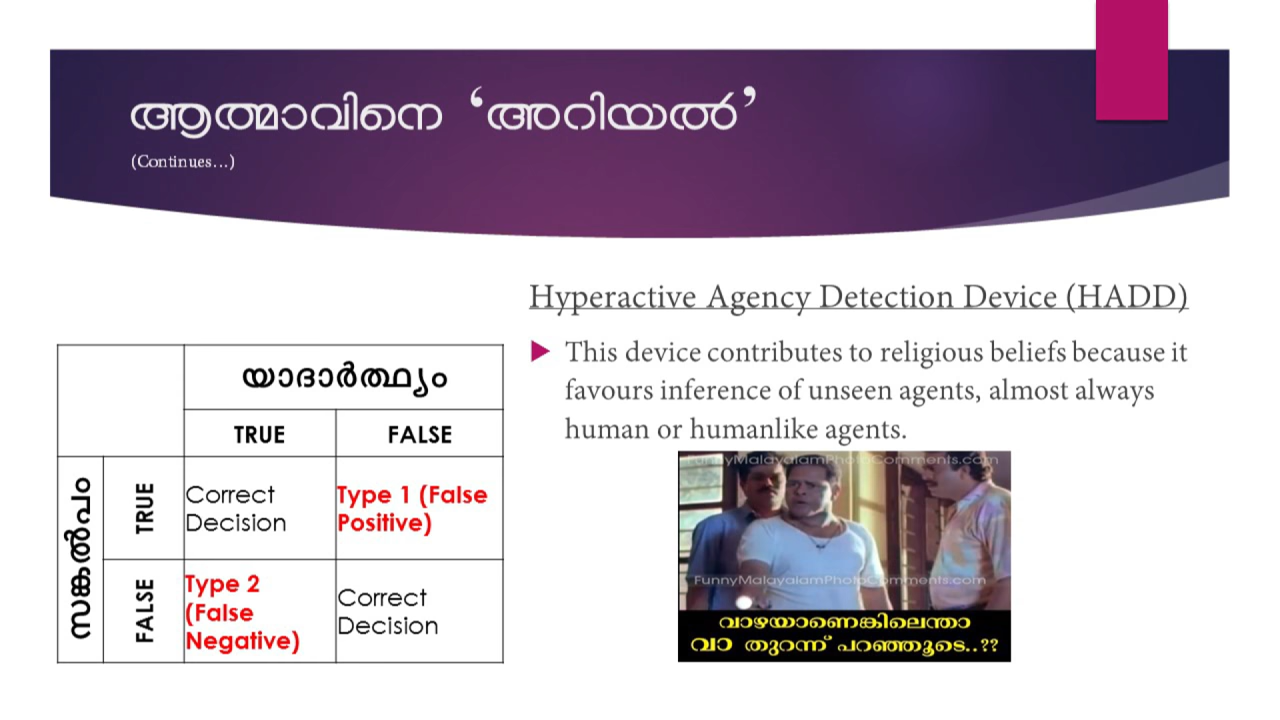 ആത്മാവിനെ ‘അറിയൽ’
(Continues…)
Hyperactive Agency Detection Device (HADD)
This device contributes to religious beliefs because it
favours inference of unseen agents, almost always
human or humanlike agents.
യാദാർത്ഥ്യം
TRUE FALSE
സങ്കൽപം
TRUE
Correct
Decision
Type 1 (False
Positive)
FALSE
Type 2
(False
Negative)
Correct
Decision
FunnyMalayalamPhotoComments.com
FunnyMalayalamPhotoComments.com
വാഴയാണെങ്കിലെന്താ
വാ തുറന്ന് പറഞ്ഞൂടെ..??